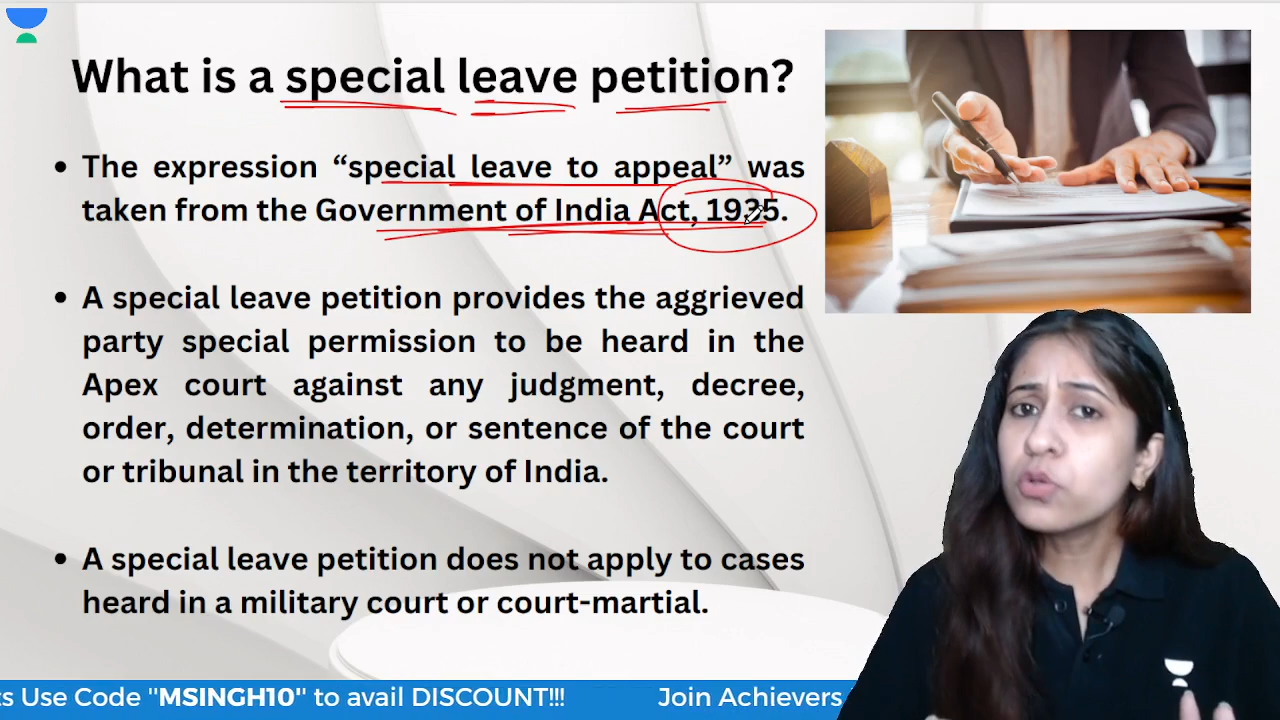 What is a special leave petition?
• The expression “special leave to appeal” was
taken from the Government of India Act, 1935.
• A special leave petition provides the aggrieved
party special permission to be heard in the
Apex court against any judgment, decree,
order, determination, or sentence of the court
or tribunal in the territory of India.
• A special leave petition does not apply to cases
heard in a military court or court-martial.
ts Use Code "MSINGH10" to avail DISCOUNT!!! Join Achievers